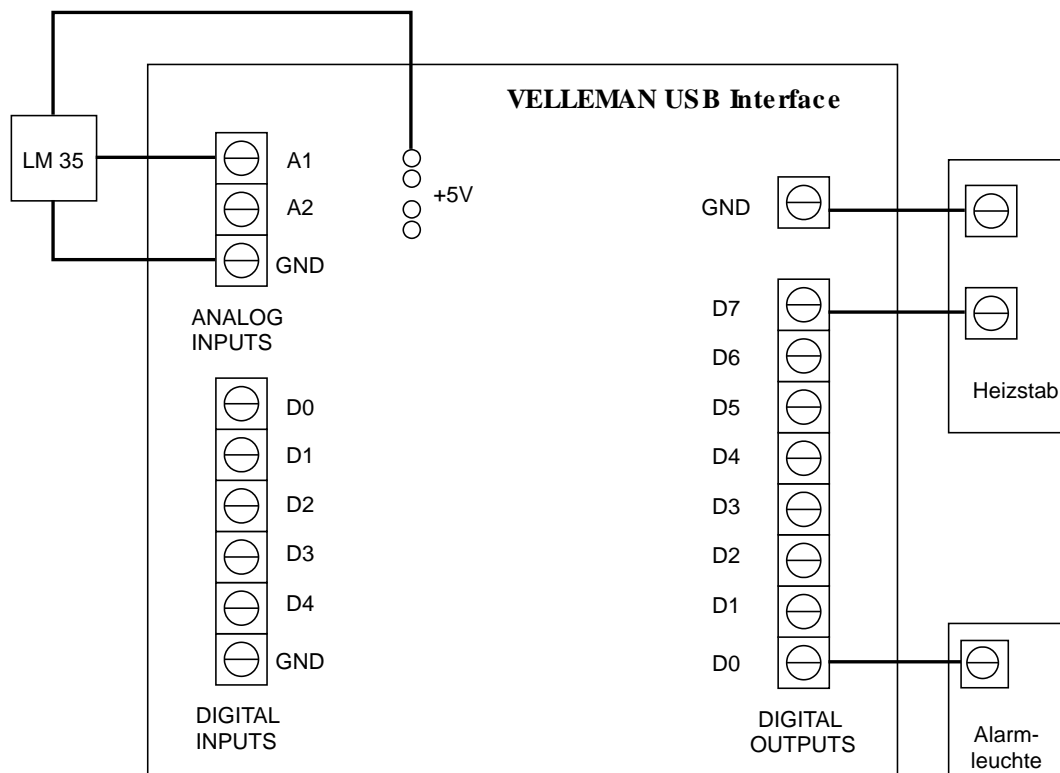 VELLEMAN USB Interface
LM 35
A1
A2
GND
+5V
ANALOG
INPUTS
D0
D1
D2
D3
D4
GND
DIGITAL
INPUTS
GND
D7
D6
D5
D4
D3
D2
D1
D0
DIGITAL
OUTPUTS
Heizstab
Alarm-
leuchte